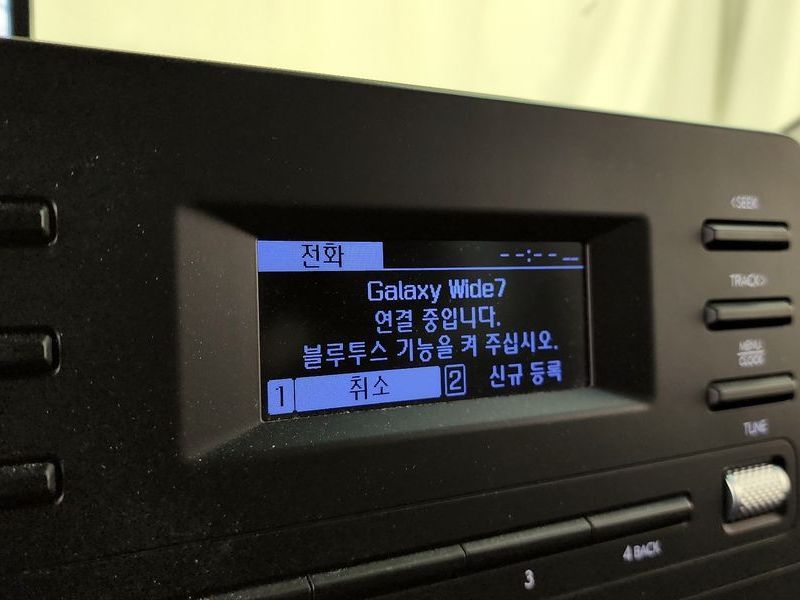 <SEEK
전화
--:--
TRACK>
Galaxy Wide7
연결 중입니다.
블루투스 기능을 켜 주십시오.
MENU
CLOCK
1 취소 2 신규 등록
TUNE
3
4 BACK